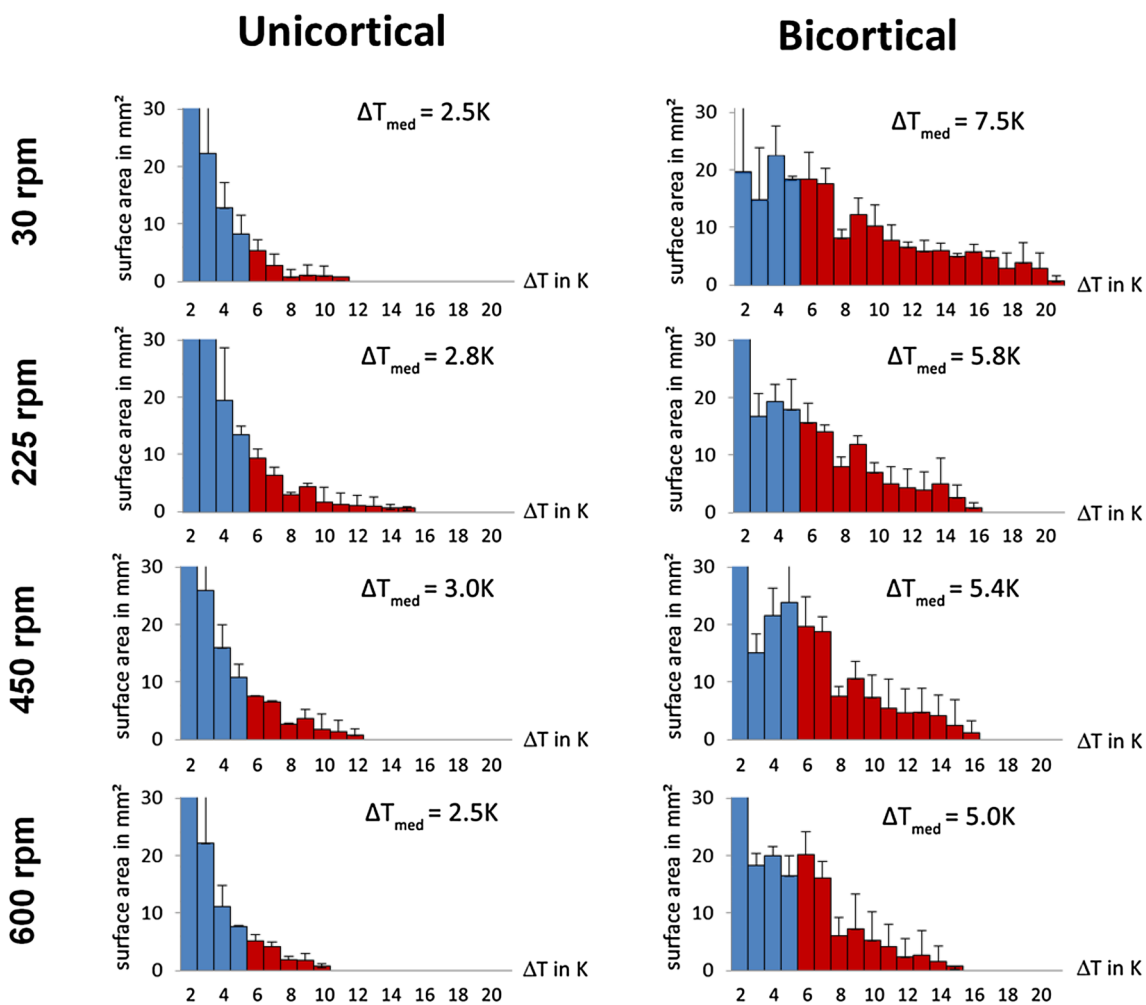 Unicortical
Bicortical
30 rpm
surface area in mm²
30
20
10
0
ΔTmed = 2.5K
2 4 6 8 10 12 14 16 18 20
ΔT in K
surface area in mm²
30
20
10
0
ΔTmed = 7.5K
2 4 6 8 10 12 14 16 18 20
ΔT in K
225 rpm
surface area in mm²
30
20
10
0
ΔTmed = 2.8K
2 4 6 8 10 12 14 16 18 20
ΔT in K
surface area in mm²
30
20
10
0
ΔTmed = 5.8K
2 4 6 8 10 12 14 16 18 20
ΔT in K
450 rpm
surface area in mm²
30
20
10
0
ΔTmed = 3.0K
2 4 6 8 10 12 14 16 18 20
ΔT in K
surface area in mm²
30
20
10
0
ΔTmed = 5.4K
2 4 6 8 10 12 14 16 18 20
ΔT in K
600 rpm
surface area in mm²
30
20
10
0
ΔTmed = 2.5K
2 4 6 8 10 12 14 16 18 20
ΔT in K
surface area in mm²
30
20
10
0
ΔTmed = 5.0K
2 4 6 8 10 12 14 16 18 20
ΔT in K